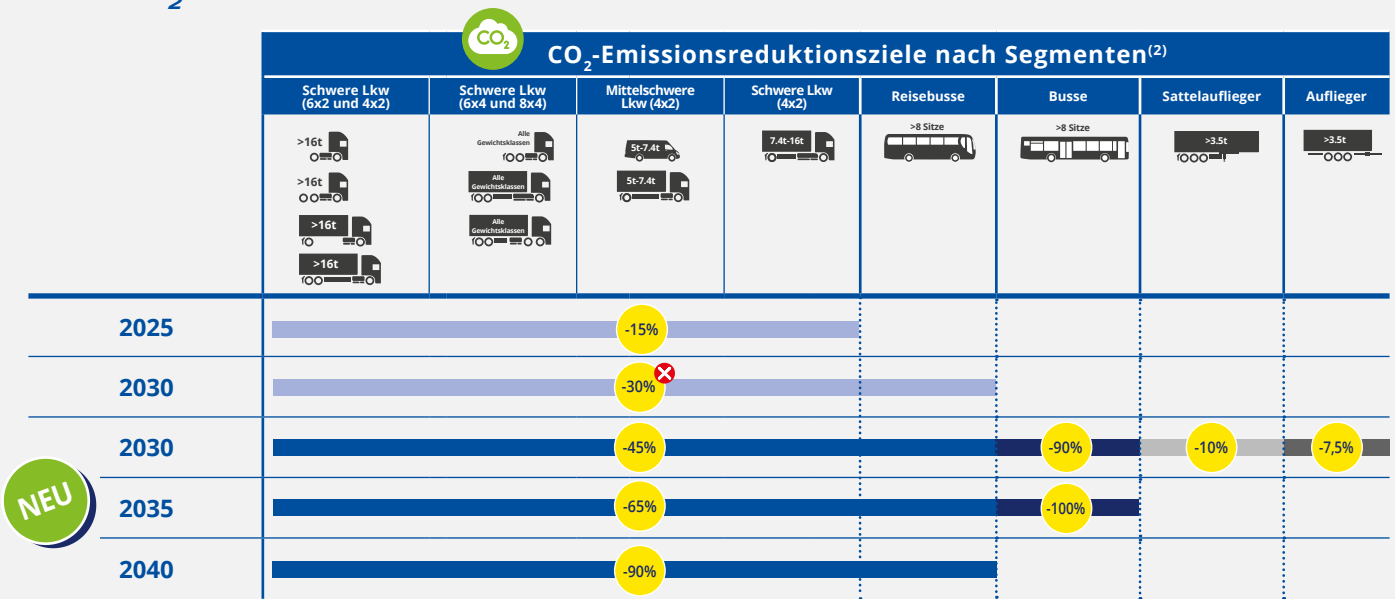 2
CO2
CO2-Emissionsreduktionsziele nach Segmenten(2)
Schwere Lkw
(6x2 und 4x2)
Schwere Lkw
(6x4 und 8x4)
Mittelschwere
Lkw (4x2)
Schwere Lkw
(4x2)
Reisebusse
Busse
Sattelauflieger
Auflieger
>16t
>16t
>16t
>16t
Alle
Gewichtsklassen
Alle
Gewichtsklassen
Alle
Gewichtsklassen
5t-7.4t
5t-7.4t
7.4t-16t
>8 Sitze
>8 Sitze
>3.5t
>3.5t
2025
-15%
2030
-30%
2030
-45%
-90%
-10%
-7,5%
NEU
2035
-65%
-100%
2040
-90%